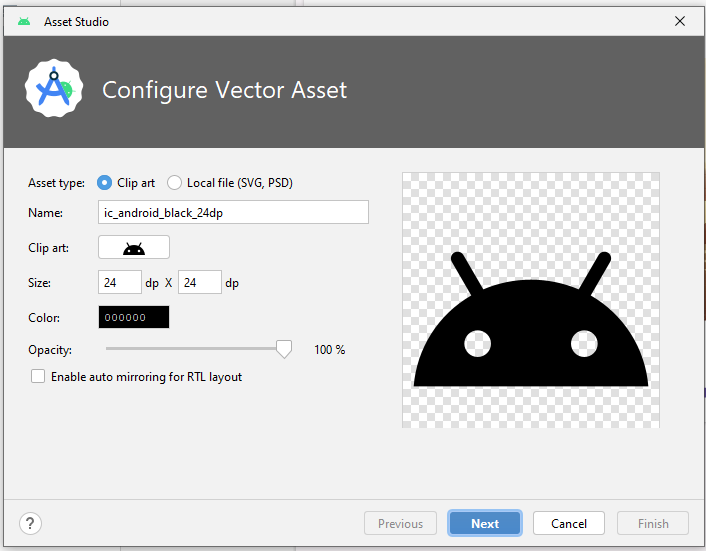 Asset Studio
Configure Vector Asset
Asset type: Clip art Local file (SVG, PSD)
Name: ic_android_black_24dp
Clip art:
Size: 24 dp X 24 dp
Color: 000000
Opacity: 100 %
Enable auto mirroring for RTL layout
? Previous Next Cancel Finish